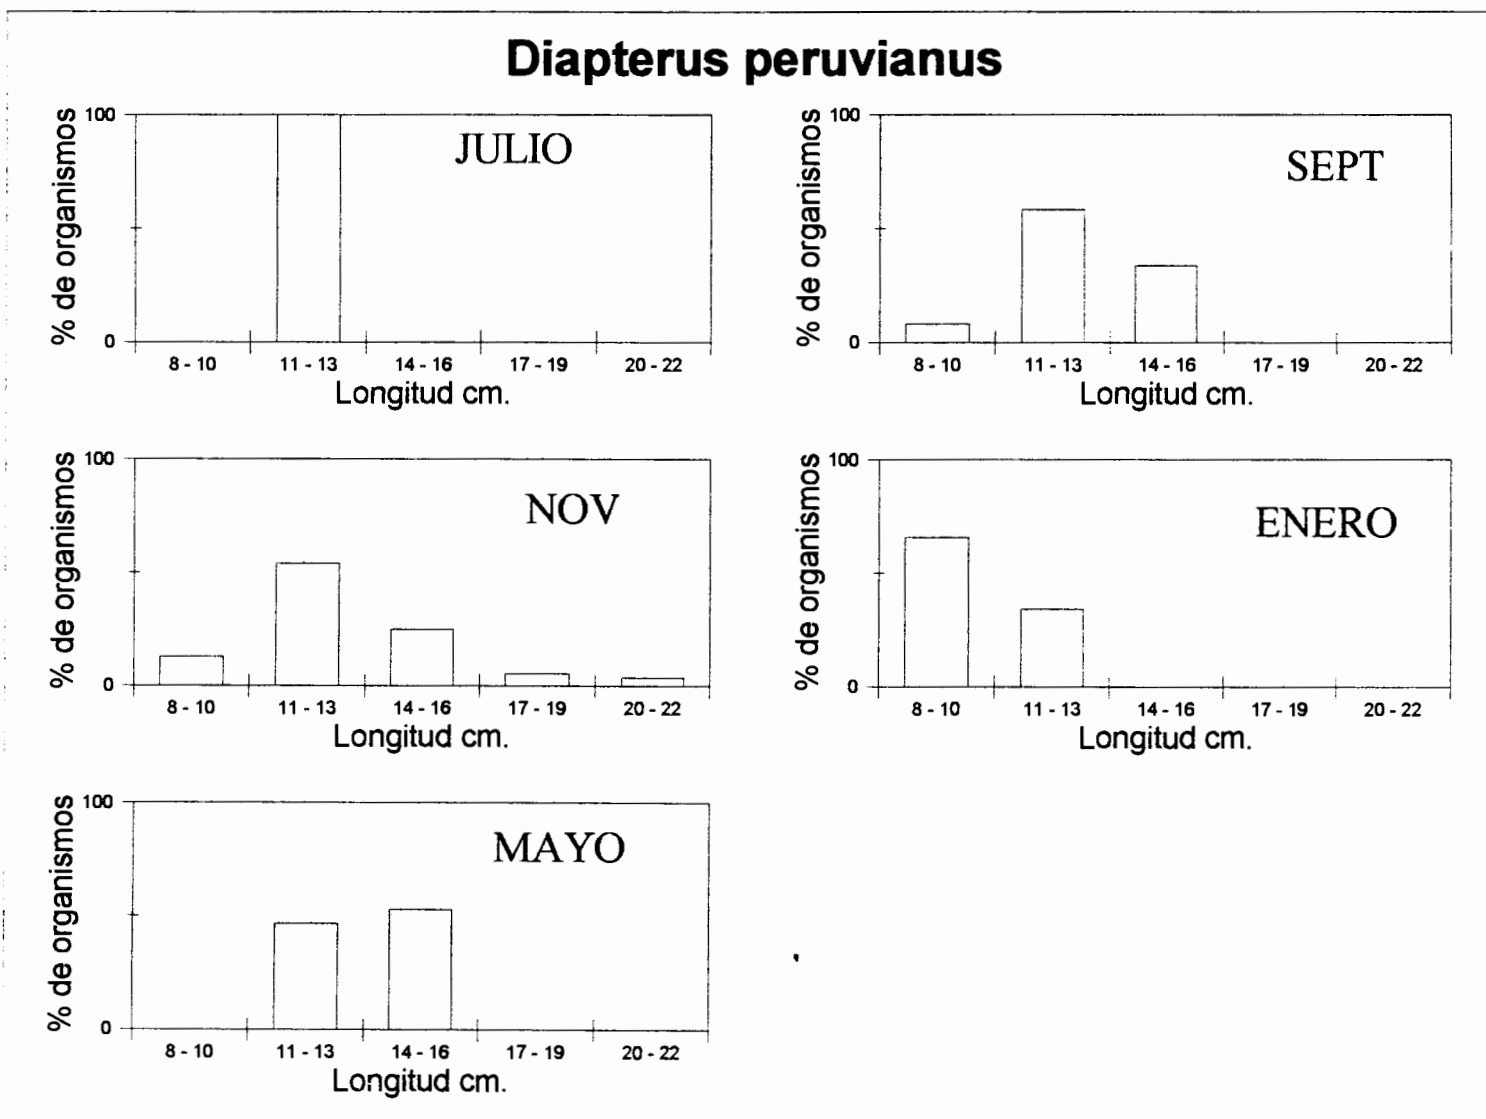 Diapterus peruvianus
% de organismos
100
0
JULIO
8 - 10 11 - 13 14 - 16 17 - 19 20 - 22
Longitud cm.
% de organismos
100
0
SEPT
8 - 10 11 - 13 14 - 16 17 - 19 20 - 22
Longitud cm.
% de organismos
100
0
NOV
8 - 10 11 - 13 14 - 16 17 - 19 20 - 22
Longitud cm.
% de organismos
100
0
ENERO
8 - 10 11 - 13 14 - 16 17 - 19 20 - 22
Longitud cm.
% de organismos
100
0
MAYO
8 - 10 11 - 13 14 - 16 17 - 19 20 - 22
Longitud cm.